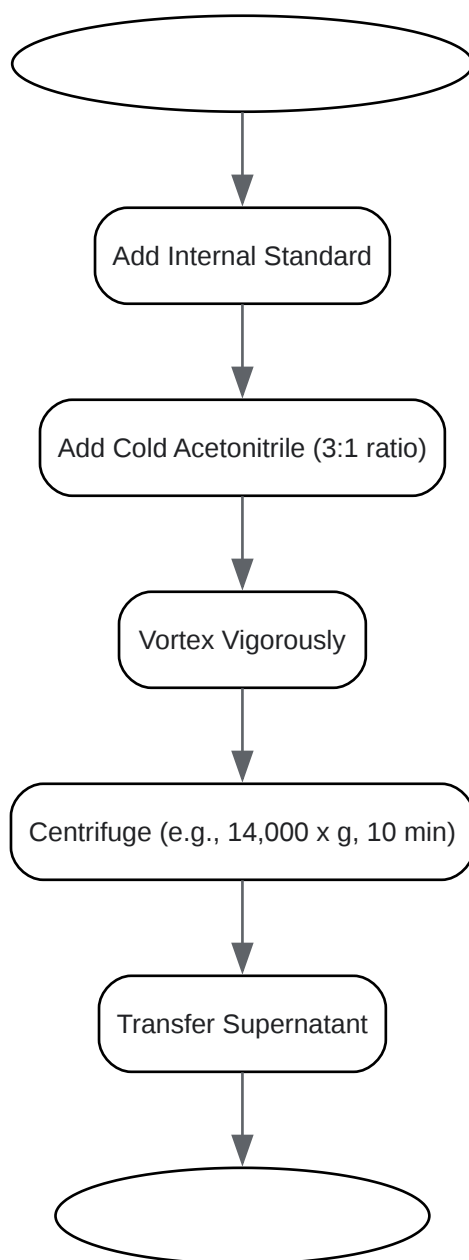 Add Internal Standard
Add Cold Acetonitrile (3:1 ratio)
Vortex Vigorously
Centrifuge (e.g., 14,000 x g, 10 min)
Transfer Supernatant